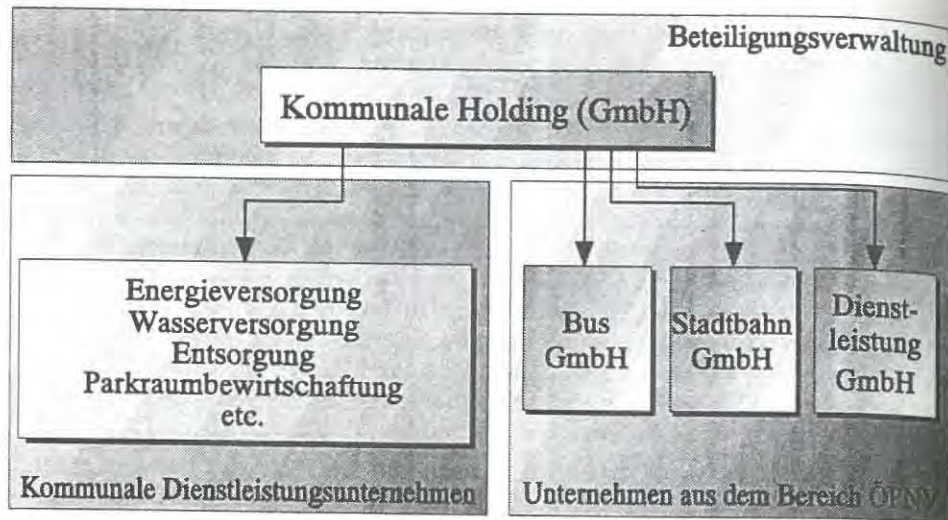 Beteiligungsverwaltung
Kommunale Holding (GmbH)
Energieversorgung
Wasserversorgung
Entsorgung
Parkraumbewirtschaftung
etc.
Bus
GmbH
Stadtbahn
GmbH
Dienst-
leistung
GmbH
Kommunale Dienstleistungsunternehmen
Unternehmen aus dem Bereich ÖPNV